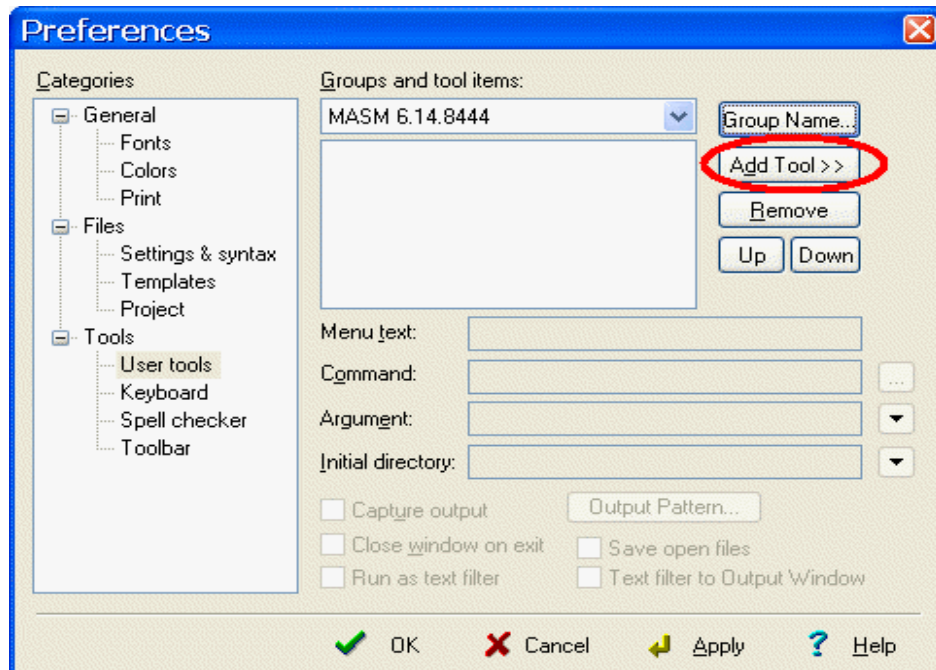 Preferences
Categories
General
Fonts
Colors
Print
Files
Settings & syntax
Templates
Project
Tools
User tools
Keyboard
Spell checker
Toolbar
Groups and tool items:
MASM 6.14.8444
Group Name...
Add Tool >>
Remove
Up Down
Menu text:
Command:
...
Argument:
Initial directory:
Capture output Output Pattern...
Close window on exit Save open files
Run as text filter Text filter to Output Window
OK Cancel Apply ? Help